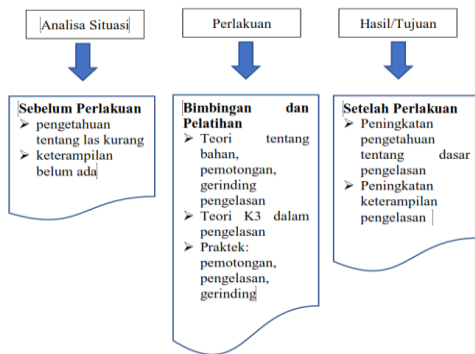 Analisa Situasi
Perlakuan
Hasil/Tujuan
Sebelum Perlakuan
➢ pengetahuan
tentang las kurang
➢ keterampilan
belum ada
Bimbingan dan
Pelatihan
➢ Teori tentang
bahan,
pemotongan,
gerinding
pengelasan
➢ Teori K3 dalam
pengelasan
➢ Praktek:
pemotongan,
pengelasan,
gerinding
Setelah Perlakuan
➢ Peningkatan
pengetahuan
tentang dasar
pengelasan
➢ Peningkatan
keterampilan
pengelasan